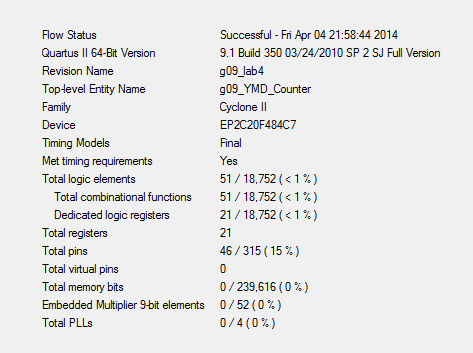 Flow Status Successful - Fri Apr 04 21:58:44 2014
Quartus II 64-Bit Version 9.1 Build 350 03/24/2010 SP 2 SJ Full Version
Revision Name g09_lab4
Top-level Entity Name g09_YMD_Counter
Family Cyclone II
Device EP2C20F484C7
Timing Models Final
Met timing requirements Yes
Total logic elements 51 / 18,752 ( < 1 % )
Total combinational functions 51 / 18,752 ( < 1 % )
Dedicated logic registers 21 / 18,752 ( < 1 % )
Total registers 21
Total pins 46 / 315 ( 15 % )
Total virtual pins 0
Total memory bits 0 / 239,616 ( 0 % )
Embedded Multiplier 9-bit elements 0 / 52 ( 0 % )
Total PLLs 0 / 4 ( 0 % )